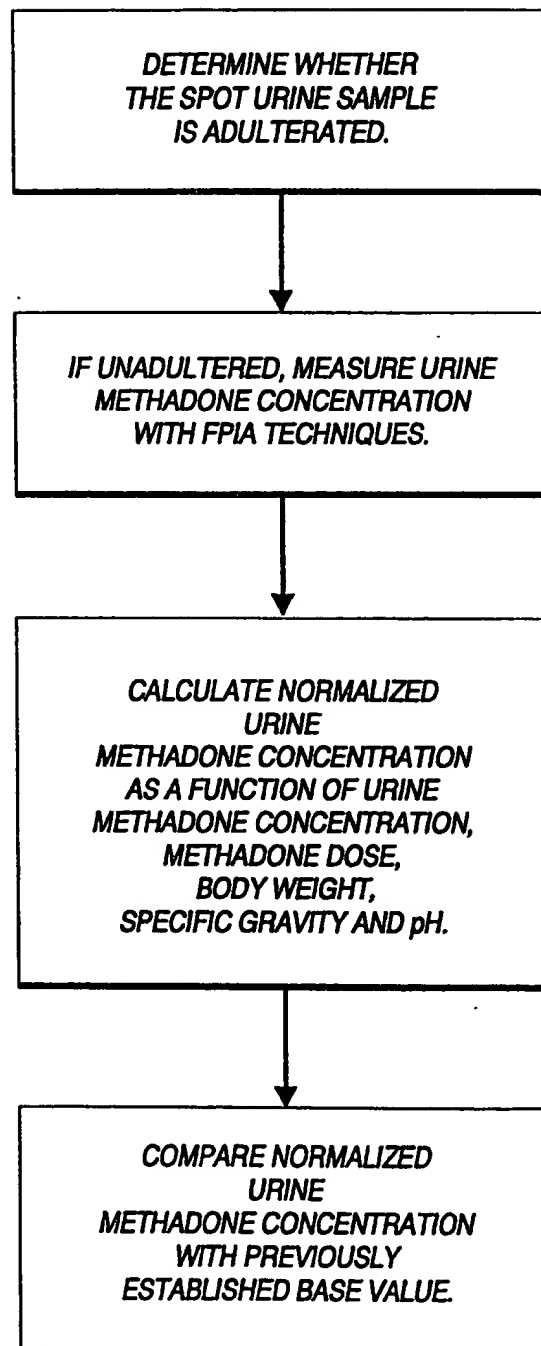 DETERMINE WHETHER
THE SPOT URINE SAMPLE
IS ADULTERATED.
IF UNADULTERED, MEASURE URINE
METHADONE CONCENTRATION
WITH FPIA TECHNIQUES.
CALCULATE NORMALIZED
URINE
METHADONE CONCENTRATION
AS A FUNCTION OF URINE
METHADONE CONCENTRATION,
METHADONE DOSE,
BODY WEIGHT,
SPECIFIC GRAVITY AND pH.
COMPARE NORMALIZED
URINE
METHADONE CONCENTRATION
WITH PREVIOUSLY
ESTABLISHED BASE VALUE.